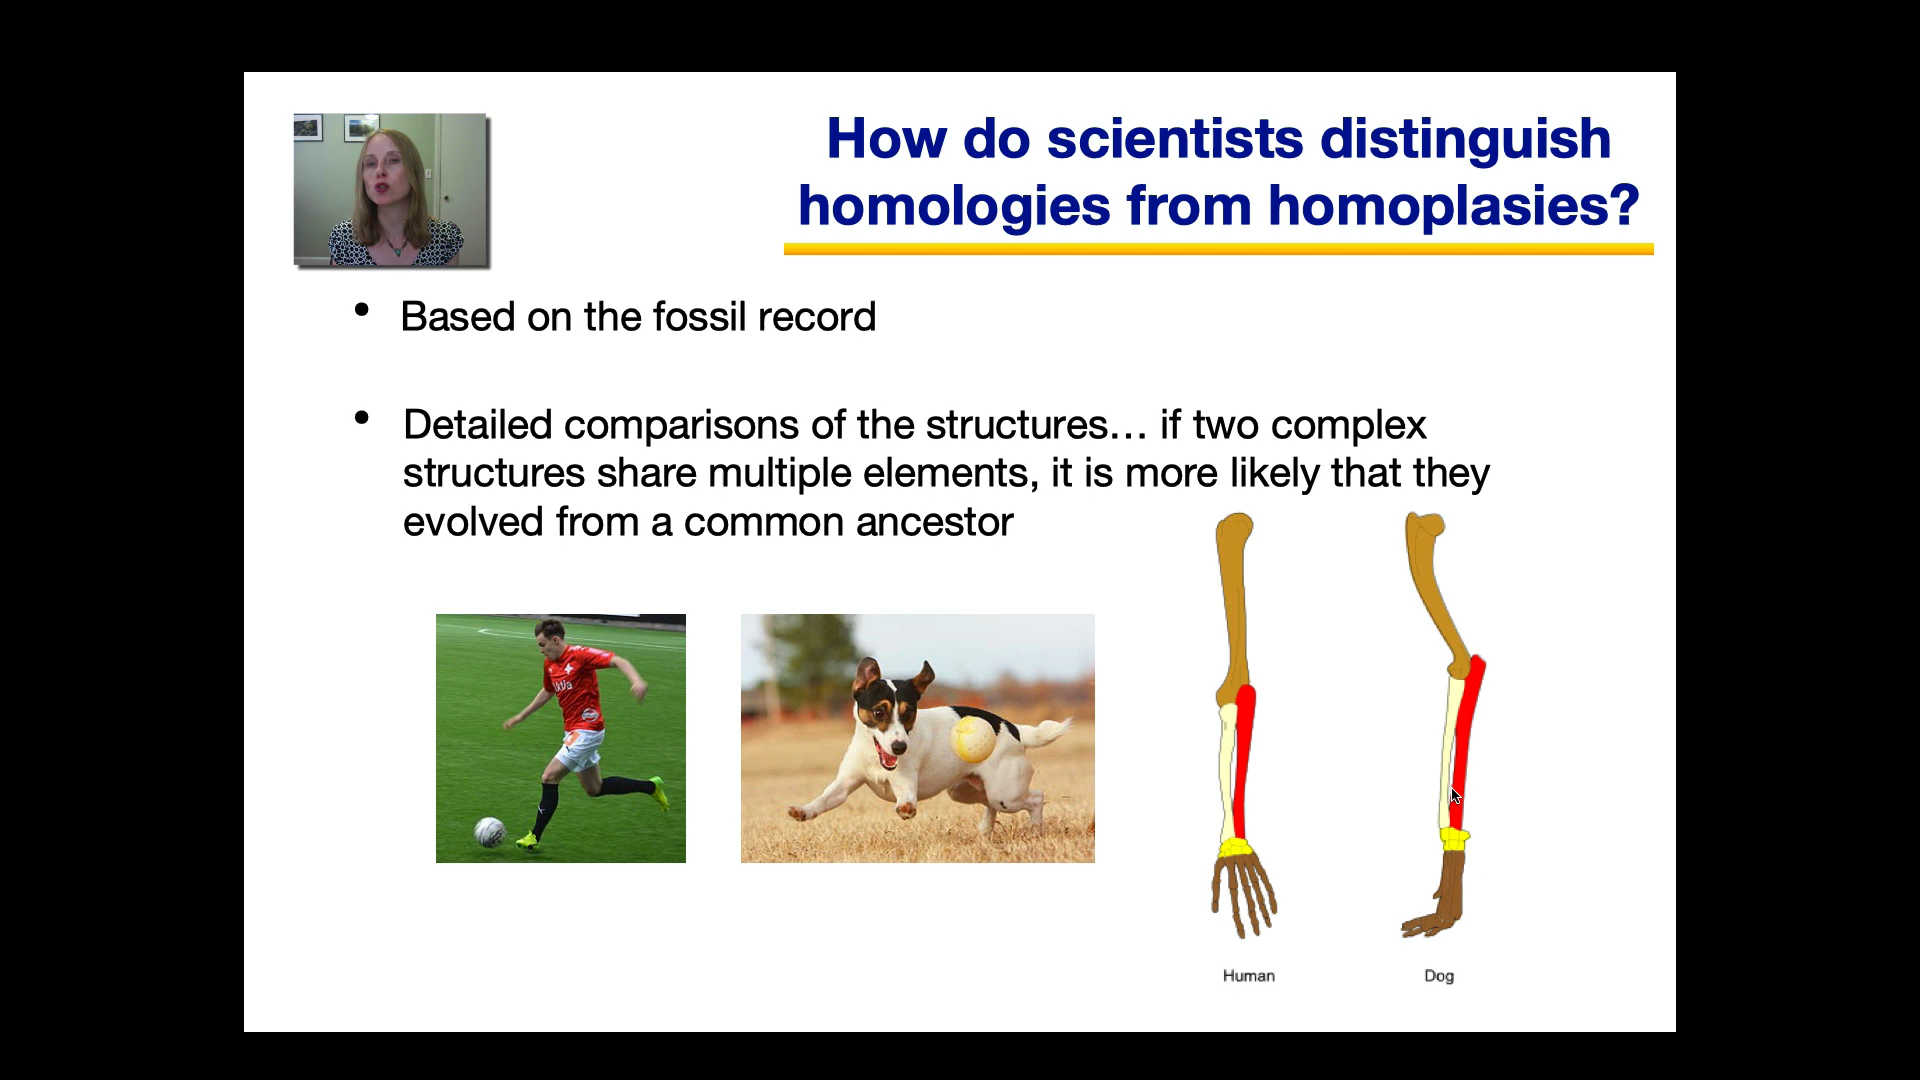 How do scientists distinguish
homologies from homoplasies?
• Based on the fossil record
• Detailed comparisons of the structures… if two complex
structures share multiple elements, it is more likely that they
evolved from a common ancestor
Human
Dog